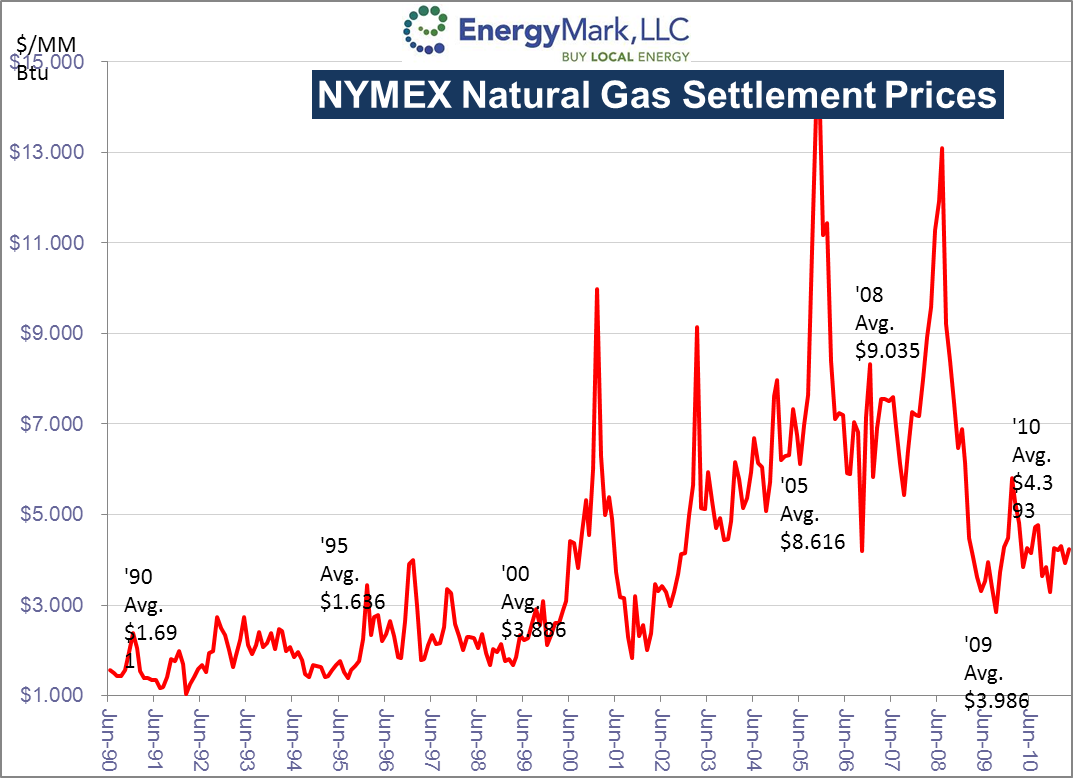 EnergyMark, LLC
BUY LOCAL ENERGY
$/MM
Btu
NYMEX Natural Gas Settlement Prices
$15.000
$13.000
$11.000
$9.000
$7.000
$5.000
$3.000
$1.000
'90
Avg.
$1.69
1
'95
Avg.
$1.636
'00
Avg.
$3.886
'05
Avg.
$8.616
'08
Avg.
$9.035
'10
Avg.
$4.3
93
'09
Avg.
$3.986
Jun-90
Jun-91
Jun-92
Jun-93
Jun-94
Jun-95
Jun-96
Jun-97
Jun-98
Jun-99
Jun-00
Jun-01
Jun-02
Jun-03
Jun-04
Jun-05
Jun-06
Jun-07
Jun-08
Jun-09
Jun-10